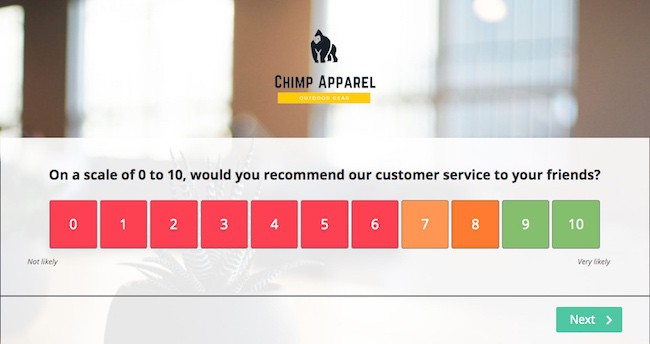 CHIMP APPAREL
OUTDOOR GEAR
On a scale of 0 to 10, would you recommend our customer service to your friends?
0 1 2 3 4 5 6 7 8 9 10
Not likely Very likely
Next